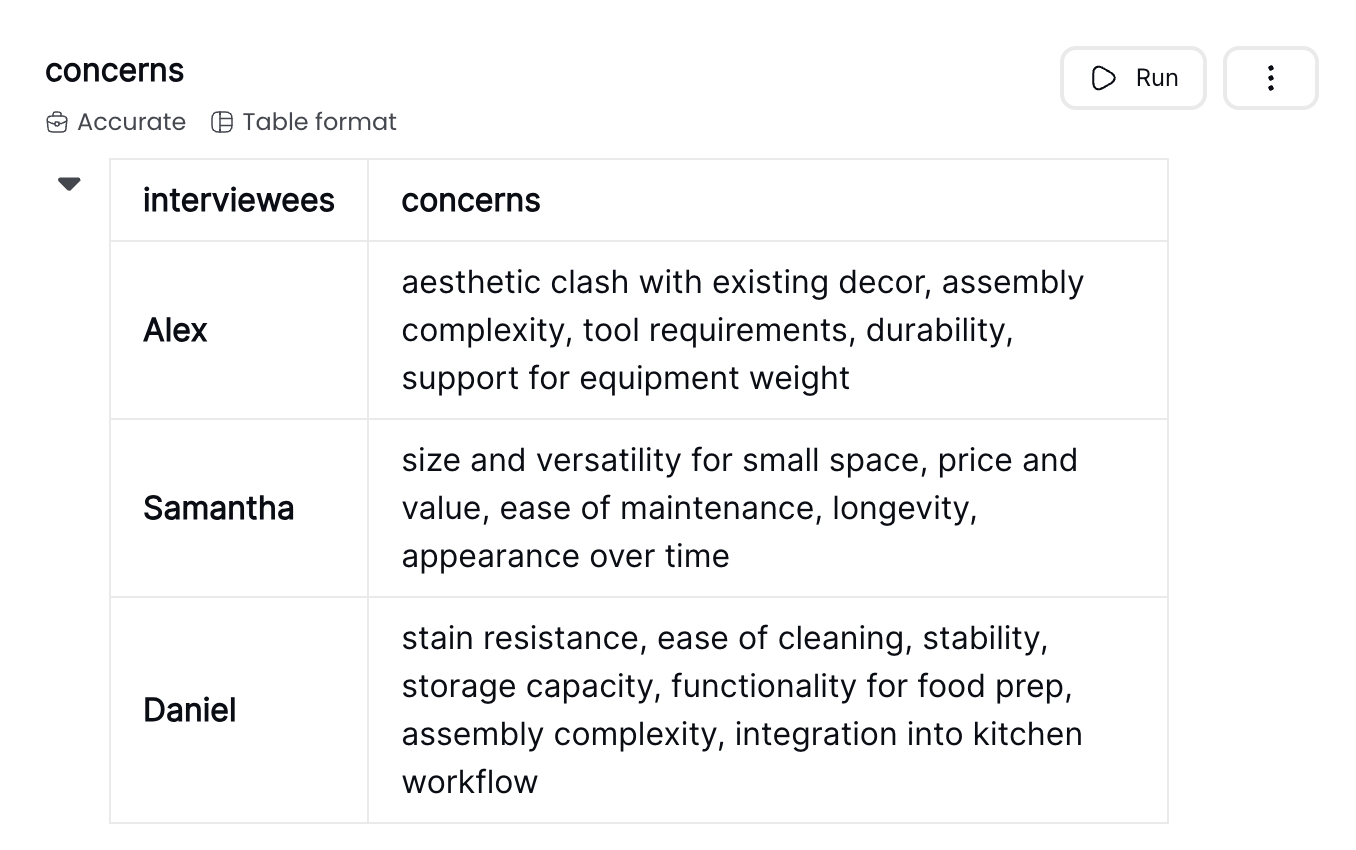 concerns
Run
Accurate Table format
interviewees concerns
aesthetic clash with existing decor, assembly
Alex complexity, tool requirements, durability,
support for equipment weight
size and versatility for small space, price and
Samantha value, ease of maintenance, longevity,
appearance over time
stain resistance, ease of cleaning, stability,
storage capacity, functionality for food prep,
Daniel
assembly complexity, integration into kitchen
workflow